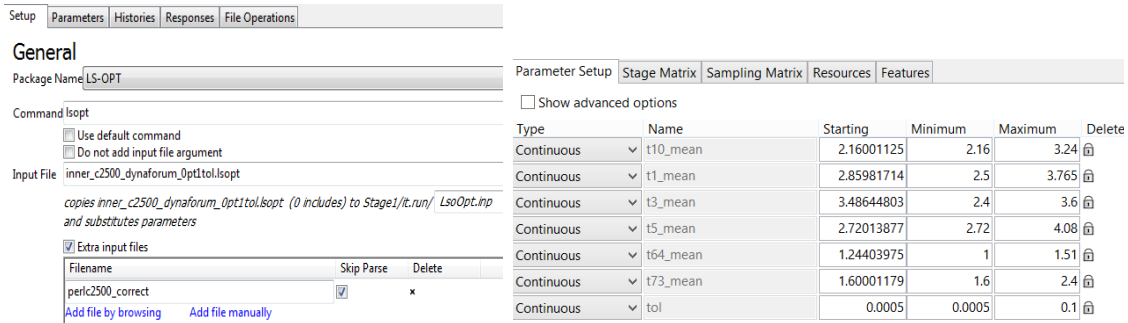 Setup Parameters Histories Responses File Operations
General
Package Name LS-OPT
Command lsopt
Use default command
Do not add input file argument
Input File inner_c2500_dynaforum_0pt1tol.lsopt
copies inner_c2500_dynaforum_0pt1tol.lsopt (0 includes) to Stage1/it.run/ LsoOpt.inp
and substitutes parameters
Extra input files
Filename Skip Parse Delete
perlc2500_correct x
Add file by browsing Add file manually
Parameter Setup Stage Matrix Sampling Matrix Resources Features
Show advanced options
Type Name Starting Minimum Maximum Delete
Continuous t10_mean 2.16001125 2.16 3.24
Continuous t1_mean 2.85981714 2.5 3.765
Continuous t3_mean 3.48644803 2.4 3.6
Continuous t5_mean 2.72013877 2.72 4.08
Continuous t64_mean 1.24403975 1 1.51
Continuous t73_mean 1.60001179 1.6 2.4
Continuous tol 0.0005 0.0005 0.1